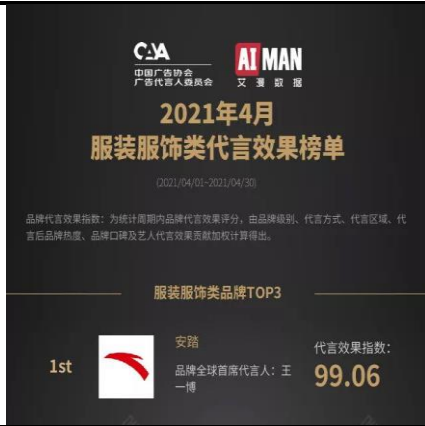 CAA
中国广告协会
广告代言人委员会
AI MAN
艾漫数据
2021年4月
服装服饰类代言效果榜单
(2021/04/01-2021/04/30)
品牌代言效果指数：为统计周期内品牌代言效果评分，由品牌级别、代言方式、代言区域、代
言后品牌热度、品牌口碑及艺人代言效果贡献加权计算得出。
服装服饰类品牌TOP3
1st
安踏
品牌全球首席代言人：王
一博
代言效果指数：
99.06